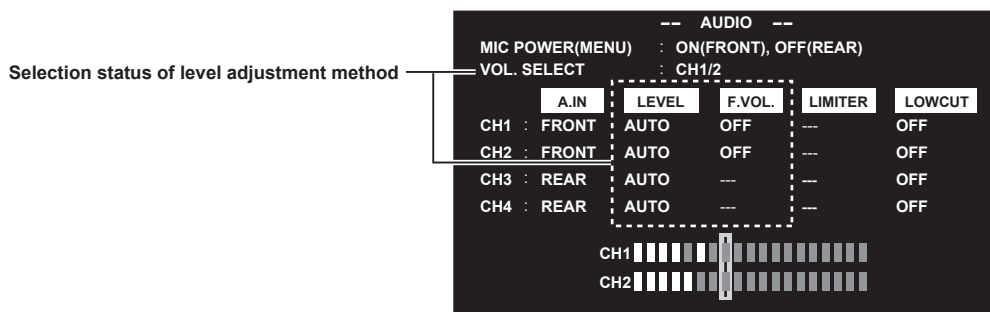 -- AUDIO --
MIC POWER(MENU) : ON(FRONT), OFF(REAR)
Selection status of level adjustment method
VOL. SELECT : CH1/2
A.IN LEVEL F.VOL. LIMITER LOWCUT
CH1 : FRONT AUTO OFF --- OFF
CH2 : FRONT AUTO OFF --- OFF
CH3 : REAR AUTO --- --- OFF
CH4 : REAR AUTO --- --- OFF
CH1
CH2